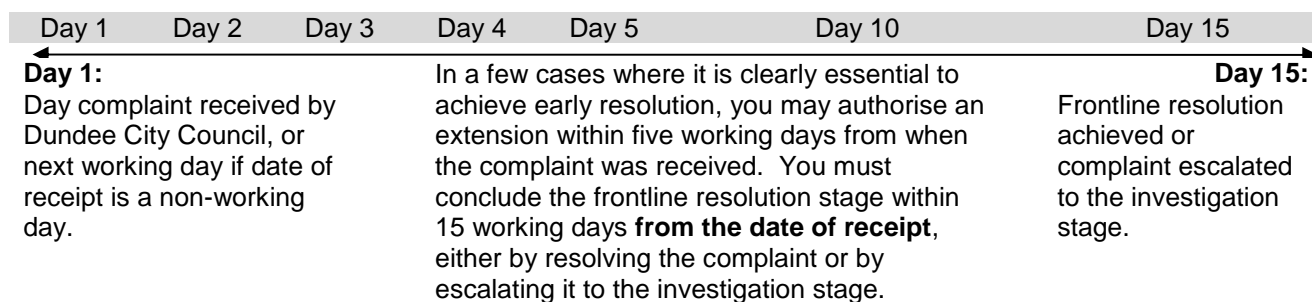 Day 1 Day 2 Day 3 Day 4 Day 5 Day 10 Day 15
Day 1:
Day complaint received by
Dundee City Council, or
next working day if date of
receipt is a non-working
day.
In a few cases where it is clearly essential to
achieve early resolution, you may authorise an
extension within five working days from when
the complaint was received. You must
conclude the frontline resolution stage within
15 working days from the date of receipt,
either by resolving the complaint or by
escalating it to the investigation stage.
Day 15:
Frontline resolution
achieved or
complaint escalated
to the investigation
stage.